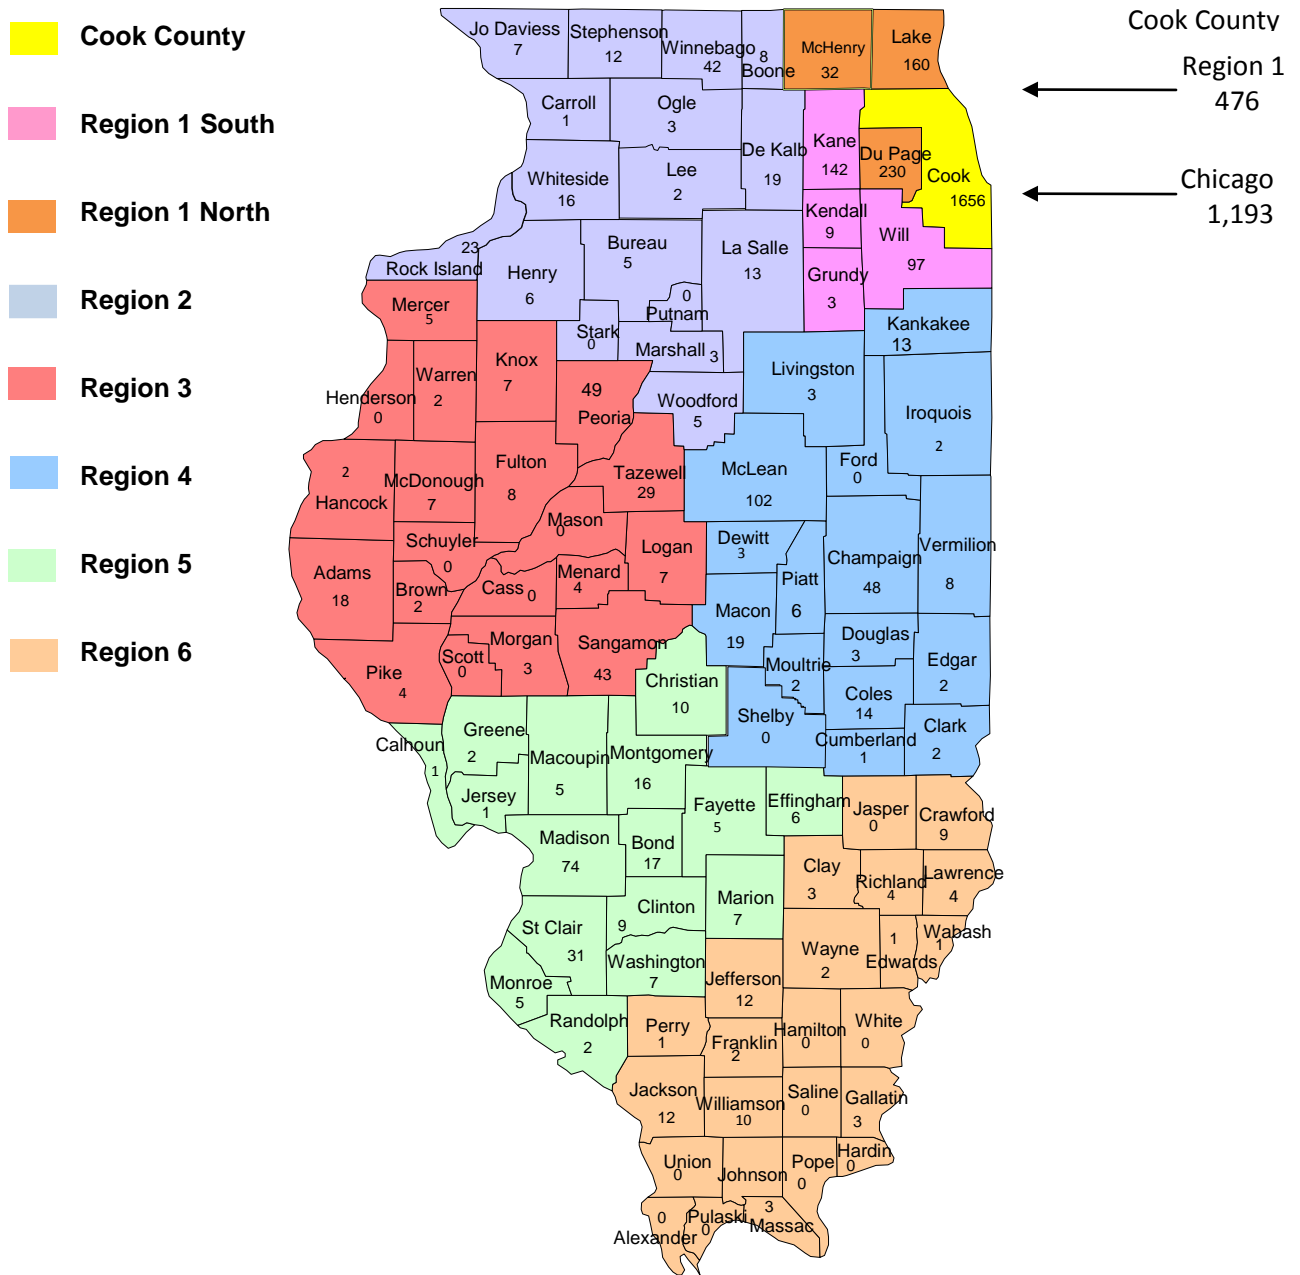 Cook County
Region 1 South
Region 1 North
Region 2
Region 3
Region 4
Region 5
Region 6
Cook County
Region 1
476
Chicago
1,193
Jo Daviess
7
Stephenson
12
Winnebago
42
8
Boone
McHenry
32
Lake
160
Carroll
1
Ogle
3
De Kalb
19
Kane
142
Du Page
230
Cook
1656
Whiteside
16
Lee
2
Kendall
9
Will
97
23
Rock Island
Henry
6
Bureau
5
La Salle
13
Grundy
3
0
Putnam
Mercer
5
Stark
0
Marshall 3
Kankakee
13
Knox
7
Warren
2
Henderson
0
49
Peoria
Woodford
5
Livingston
3
Iroquois
2
2
Hancock
McDonough
7
Fulton
8
Tazewell
29
McLean
102
Ford
0
Schuyler
0
Mason
0
Logan
7
Dewitt
3
Champaign
48
Vermilion
8
Adams
18
Brown
2
Cass 0
Menard
4
Piatt
6
Macon
19
Pike
4
Scott
0
Morgan
3
Sangamon
43
Christian
10
Moultrie
2
Douglas
3
Edgar
2
Shelby
0
Coles
14
Cumberland
1
Clark
2
Calhoun
1
Greene
2
Macoupin
5
Montgomery
16
Jersey
1
Fayette
5
Effingham
6
Jasper
0
Crawford
9
Madison
74
Bond
17
Clay
3
Richland
4
Lawrence
4
St Clair
31
Clinton
9
Marion
7
Wayne
2
1
Edwards
Wabash
1
Monroe
5
Washington
7
Jefferson
12
Randolph
2
Perry
1
Franklin
2
Hamilton
0
White
0
Jackson
12
Williamson
10
Saline
0
Gallatin
3
Union
0
Johnson
Pope
0
Hardin
0
0
Alexander
Pulaski
0
3
Massac